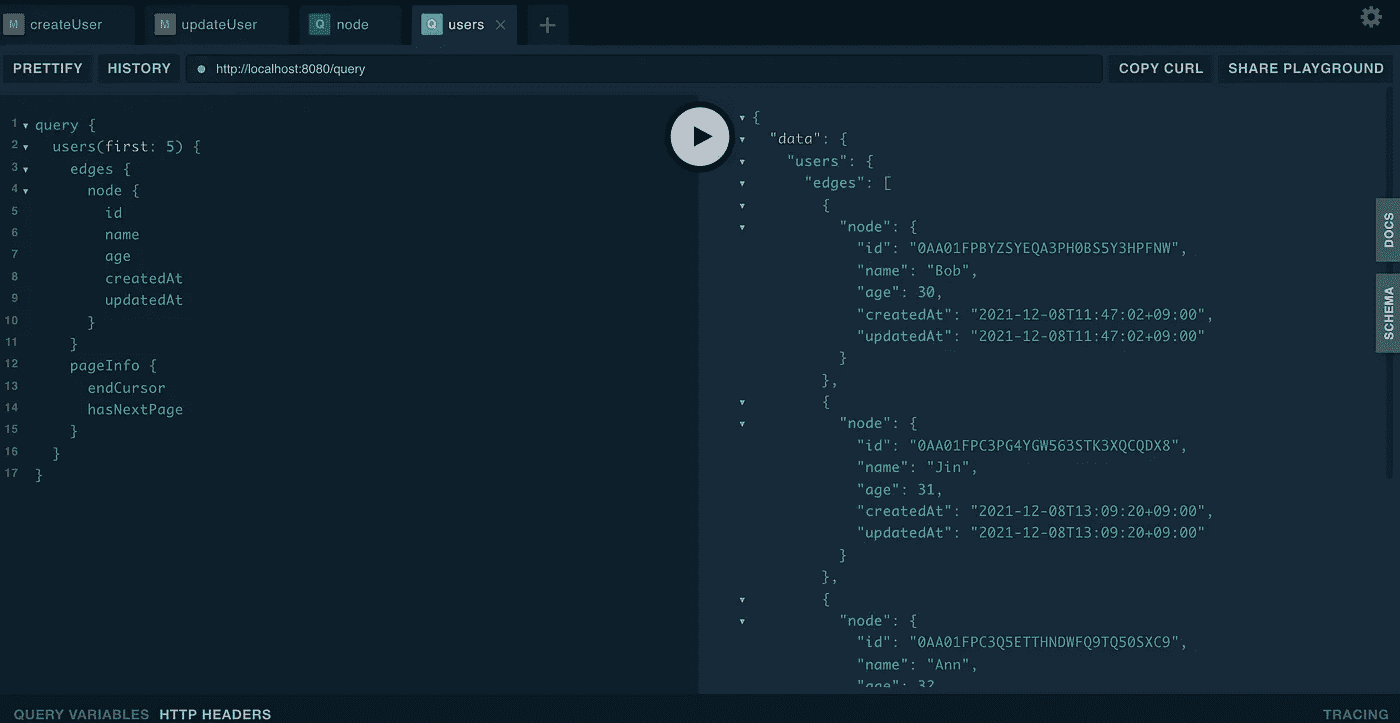 M createUser
M updateUser
Q node
Q users
PRETTIFY
HISTORY
http://localhost:8080/query
COPY CURL
SHARE PLAYGROUND
1 query {
2 users(first: 5) {
3 edges {
4 node {
5 id
6 name
7 age
8 createdAt
9 updatedAt
10 }
11 }
12 pageInfo {
13 endCursor
14 hasNextPage
15 }
16 }
17 }
{
"data": {
"users": {
"edges": [
{
"node": {
"id": "0AA01FPBYZSYEQA3PH0BS5Y3HPFNW",
"name": "Bob",
"age": 30,
"createdAt": "2021-12-08T11:47:02+09:00",
"updatedAt": "2021-12-08T11:47:02+09:00"
}
},
{
"node": {
"id": "0AA01FPC3PG4YGW563STK3XQCQDX8",
"name": "Jin",
"age": 31,
"createdAt": "2021-12-08T13:09:20+09:00",
"updatedAt": "2021-12-08T13:09:20+09:00"
}
},
{
"node": {
"id": "0AA01FPC3Q5ETTHNDWFQ9TQ50SXC9",
"name": "Ann",
"age": 32
DOCS
SCHEMA
QUERY VARIABLES
HTTP HEADERS
TRACING